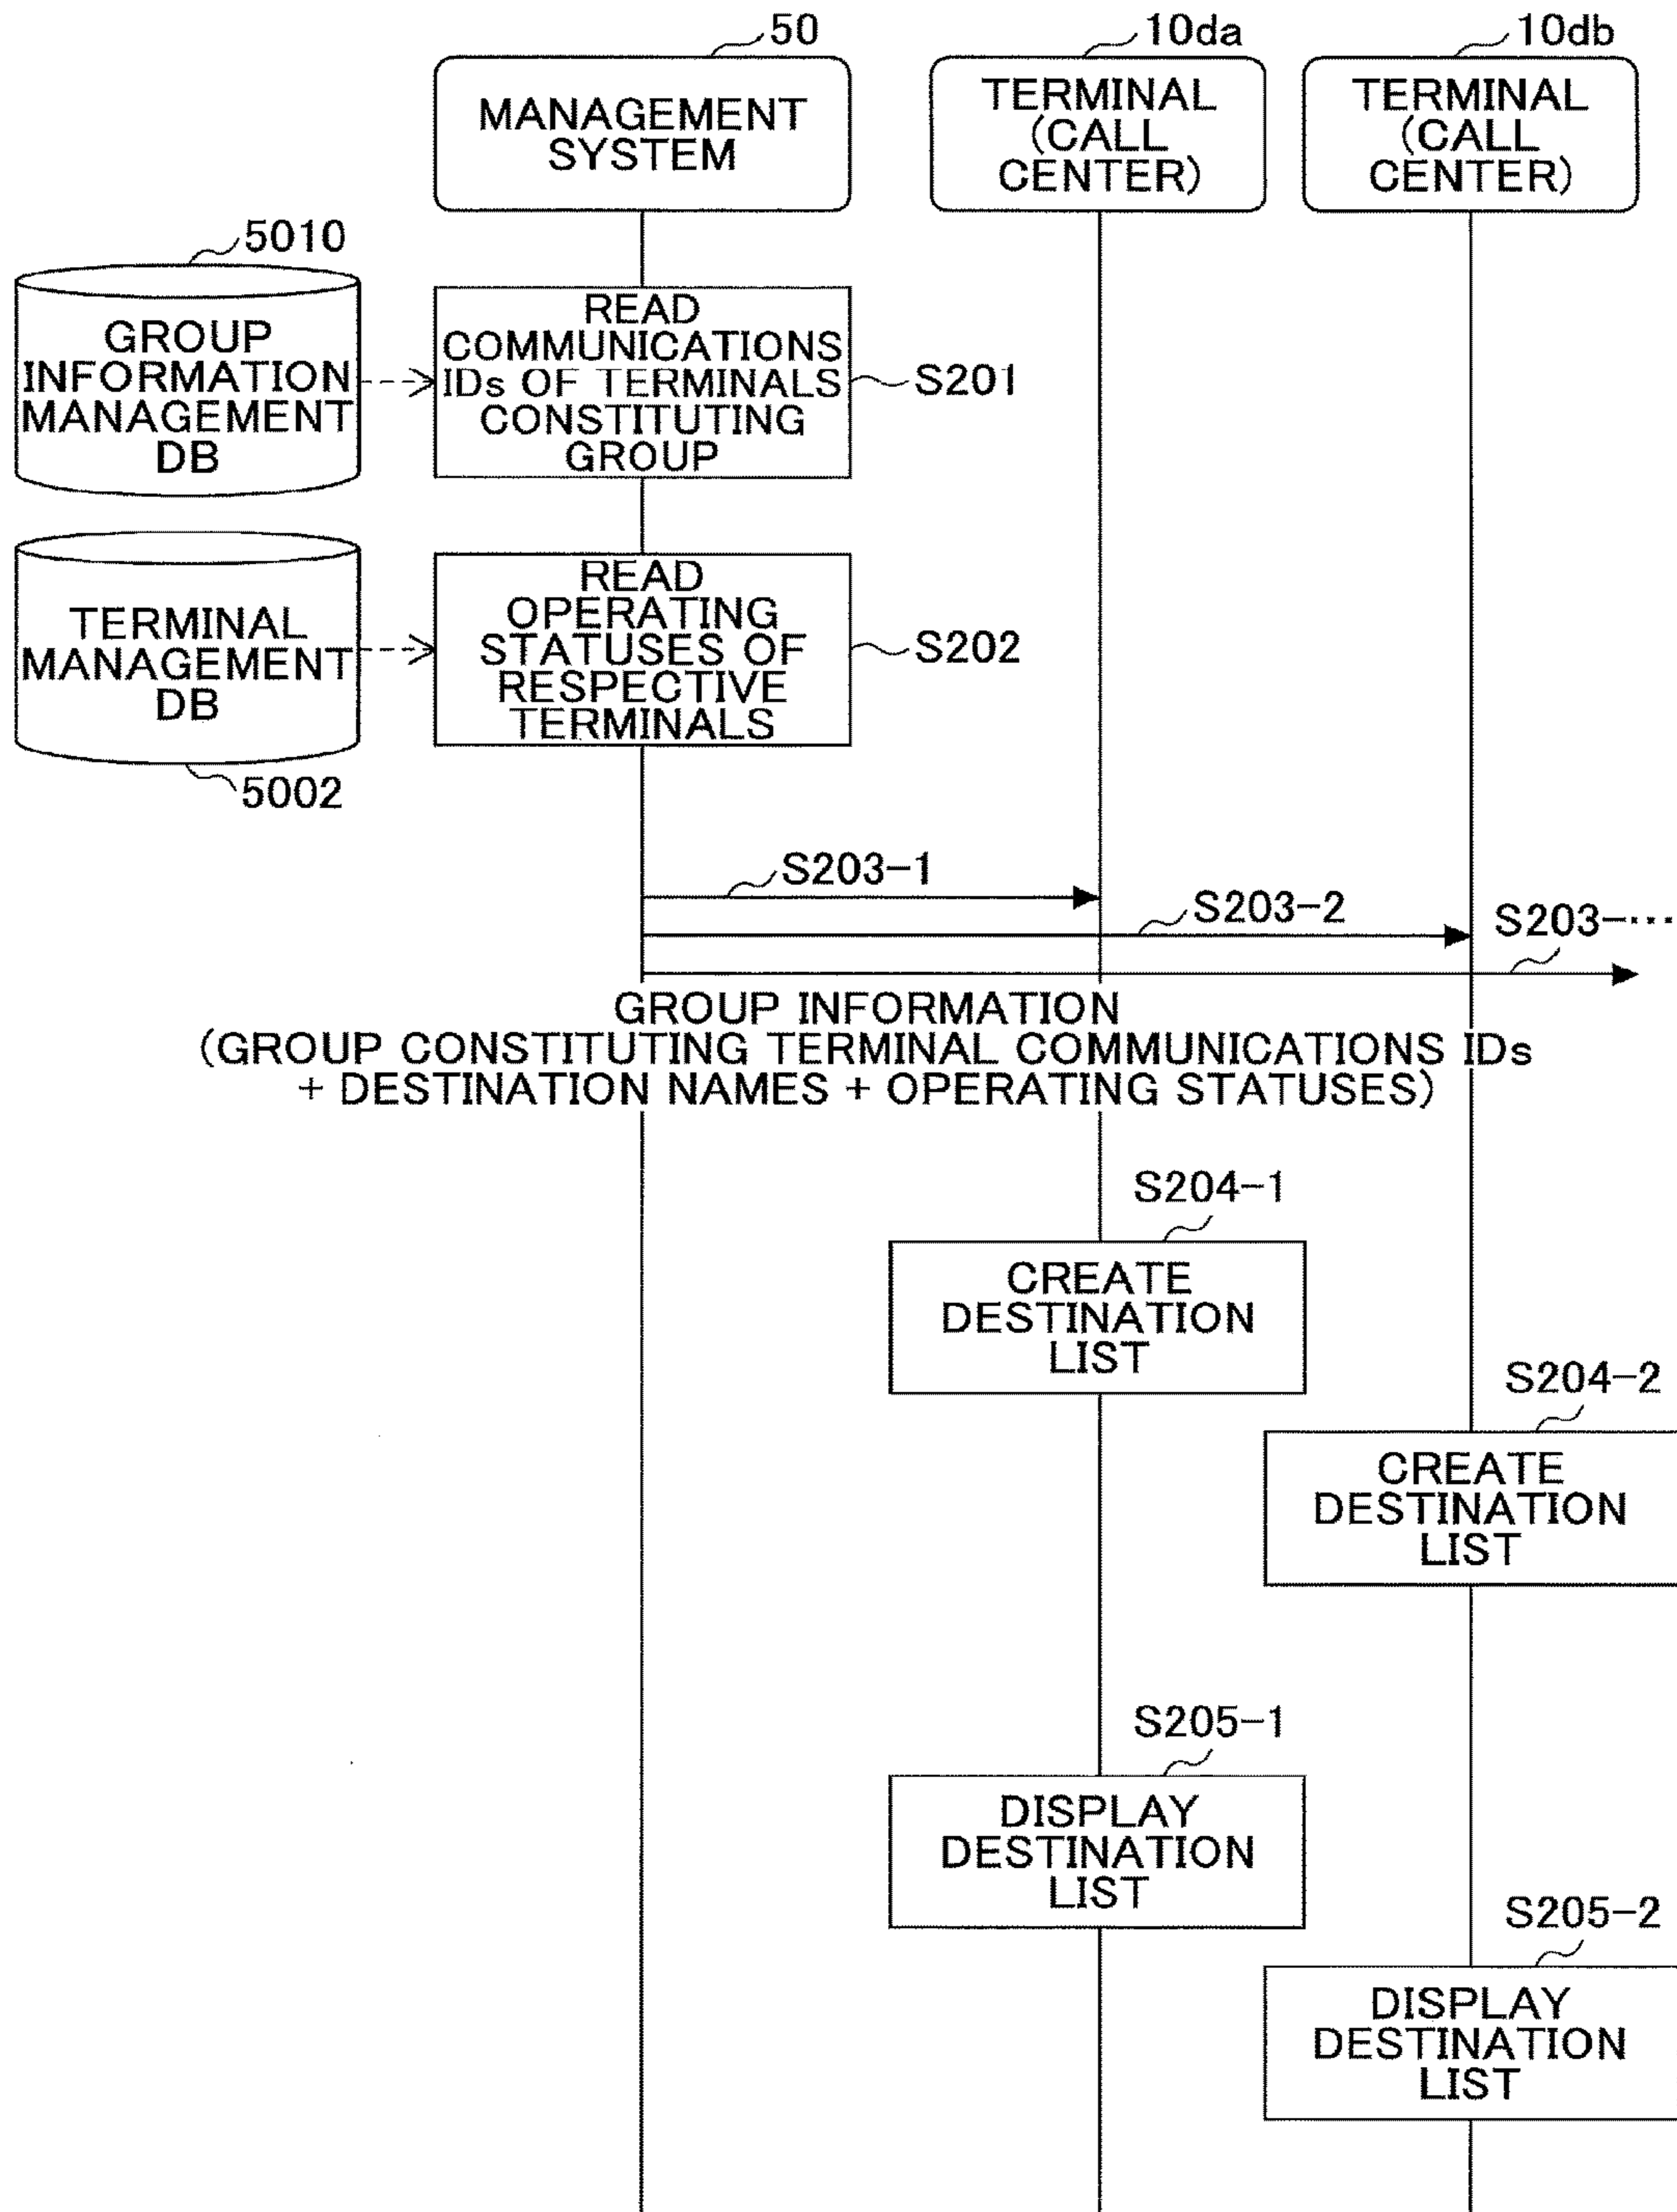 50
10da
10db
MANAGEMENT
SYSTEM
TERMINAL
(CALL
CENTER)
TERMINAL
(CALL
CENTER)
5010
GROUP
INFORMATION
MANAGEMENT
DB
READ
COMMUNICATIONS
IDs OF TERMINALS
CONSTITUTING
GROUP
S201
TERMINAL
MANAGEMENT
DB
5002
READ
OPERATING
STATUSES OF
RESPECTIVE
TERMINALS
S202
S203-1
S203-2
S203-···
GROUP INFORMATION
(GROUP CONSTITUTING TERMINAL COMMUNICATIONS IDs
+ DESTINATION NAMES + OPERATING STATUSES)
S204-1
CREATE
DESTINATION
LIST
S204-2
CREATE
DESTINATION
LIST
S205-1
DISPLAY
DESTINATION
LIST
S205-2
DISPLAY
DESTINATION
LIST